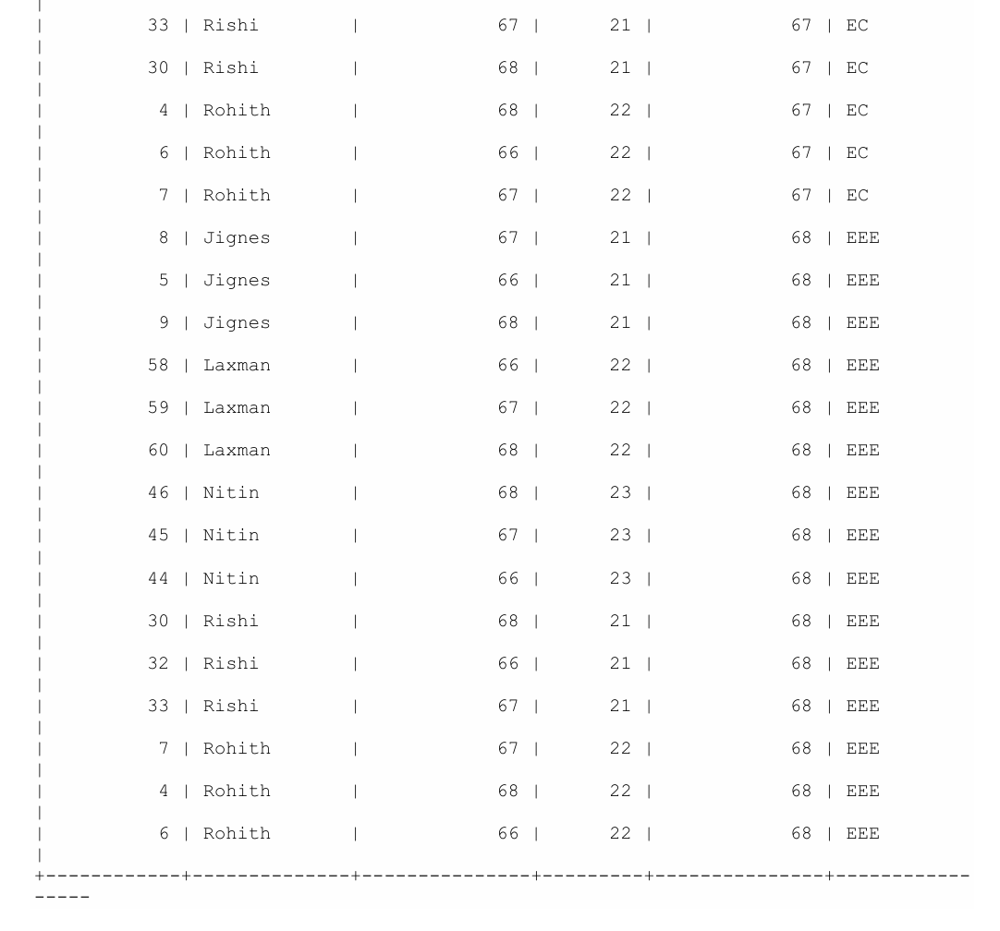 |
|          33 | Rishi         |             67 |       21 |             67 | EC
|
|          30 | Rishi         |             68 |       21 |             67 | EC
|
|           4 | Rohith        |             68 |       22 |             67 | EC
|
|           6 | Rohith        |             66 |       22 |             67 | EC
|
|           7 | Rohith        |             67 |       22 |             67 | EC
|
|           8 | Jignes        |             67 |       21 |             68 | EEE
|
|           5 | Jignes        |             66 |       21 |             68 | EEE
|
|           9 | Jignes        |             68 |       21 |             68 | EEE
|
|          58 | Laxman        |             66 |       22 |             68 | EEE
|
|          59 | Laxman        |             67 |       22 |             68 | EEE
|
|          60 | Laxman        |             68 |       22 |             68 | EEE
|
|          46 | Nitin         |             68 |       23 |             68 | EEE
|
|          45 | Nitin         |             67 |       23 |             68 | EEE
|
|          44 | Nitin         |             66 |       23 |             68 | EEE
|
|          30 | Rishi         |             68 |       21 |             68 | EEE
|
|          32 | Rishi         |             66 |       21 |             68 | EEE
|
|          33 | Rishi         |             67 |       21 |             68 | EEE
|
|           7 | Rohith        |             67 |       22 |             68 | EEE
|
|           4 | Rohith        |             68 |       22 |             68 | EEE
|
|           6 | Rohith        |             66 |       22 |             68 | EEE
|
+------------+--------------+---------------+---------+---------------+------------
-----